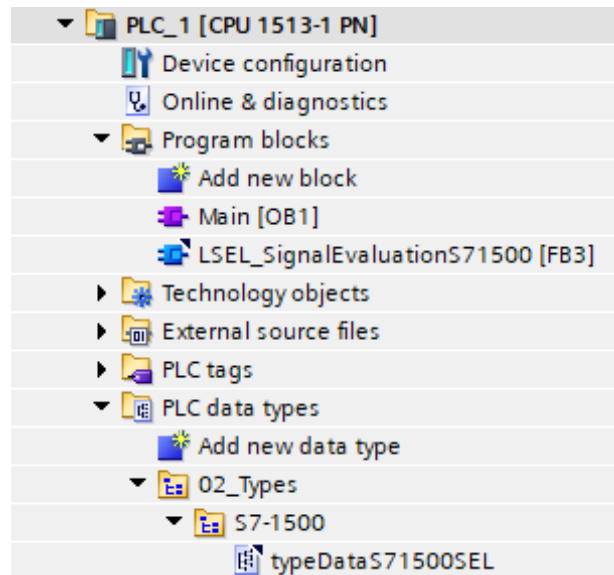 PLC_1 [CPU 1513-1 PN]
Device configuration
Online & diagnostics
Program blocks
Add new block
Main [OB1]
LSEL_SignalEvaluationS71500 [FB3]
Technology objects
External source files
PLC tags
PLC data types
Add new data type
02_Types
S7-1500
typeDataS71500SEL